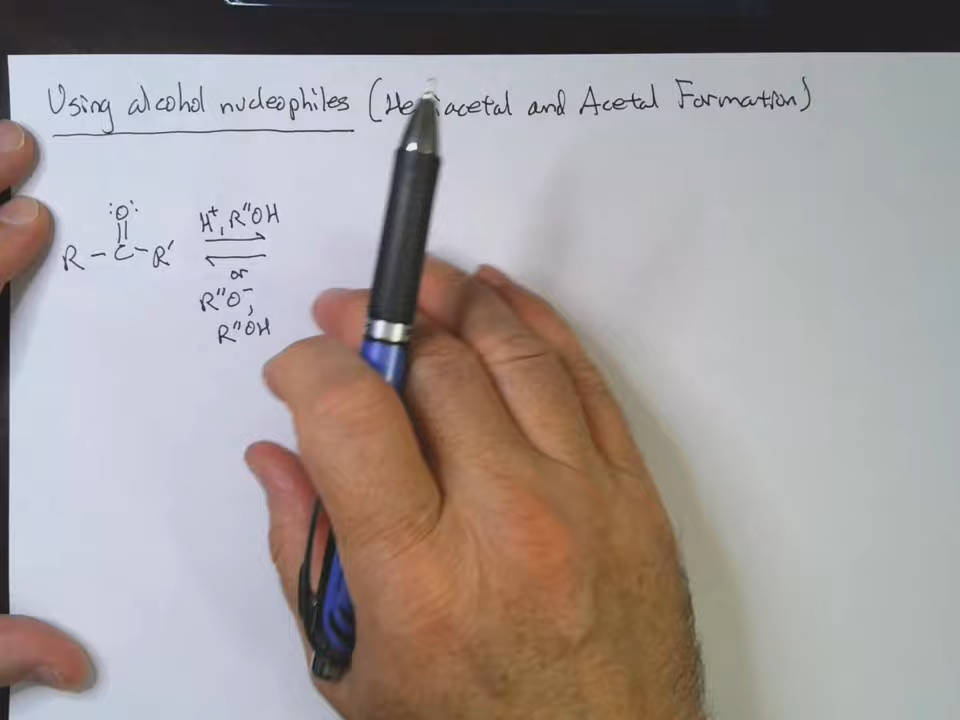 Using alcohol nucleophiles (Hemiacetal and Acetal Formation)
:O:
H⁺, R″OH
R – C – R′
or
R″O⁻,
R″OH